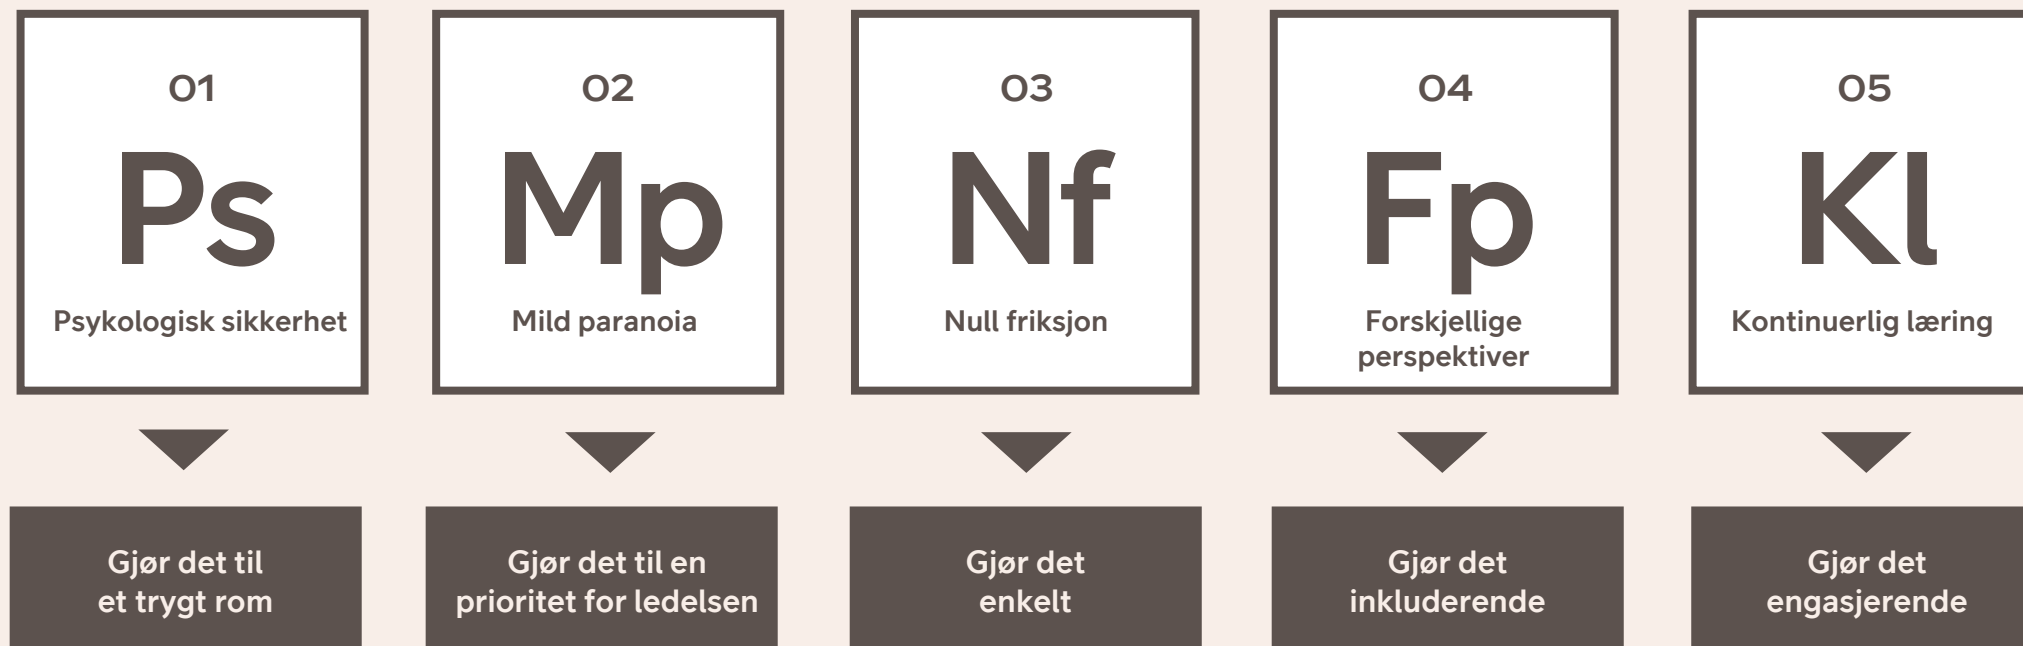 01
Ps
Psykologisk sikkerhet
Gjør det til
et trygt rom
02
Mp
Mild paranoia
Gjør det til en
prioritet for ledelsen
03
Nf
Null friksjon
Gjør det
enkelt
04
Fp
Forskjellige
perspektiver
Gjør det
inkluderende
05
Kl
Kontinuerlig læring
Gjør det
engasjerende